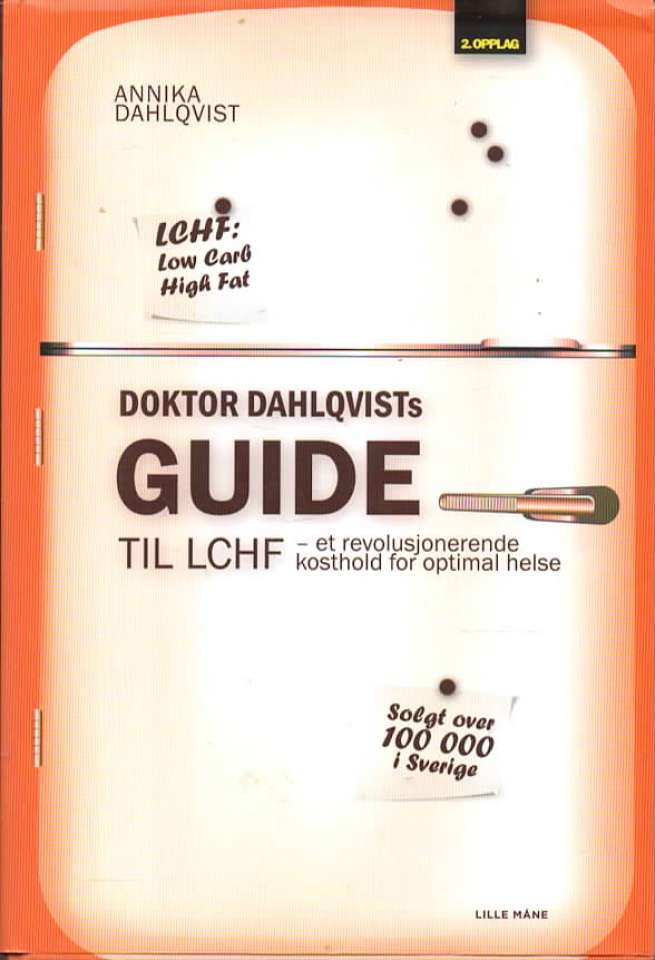 2. OPPLAG
ANNIKA
DAHLQVIST
LCHF:
Low Carb
High Fat
DOKTOR DAHLQVISTs
GUIDE
TIL LCHF
– et revolusjonerende
kosthold for optimal helse
Solgt over
100 000
i Sverige
LILLE MÅNE